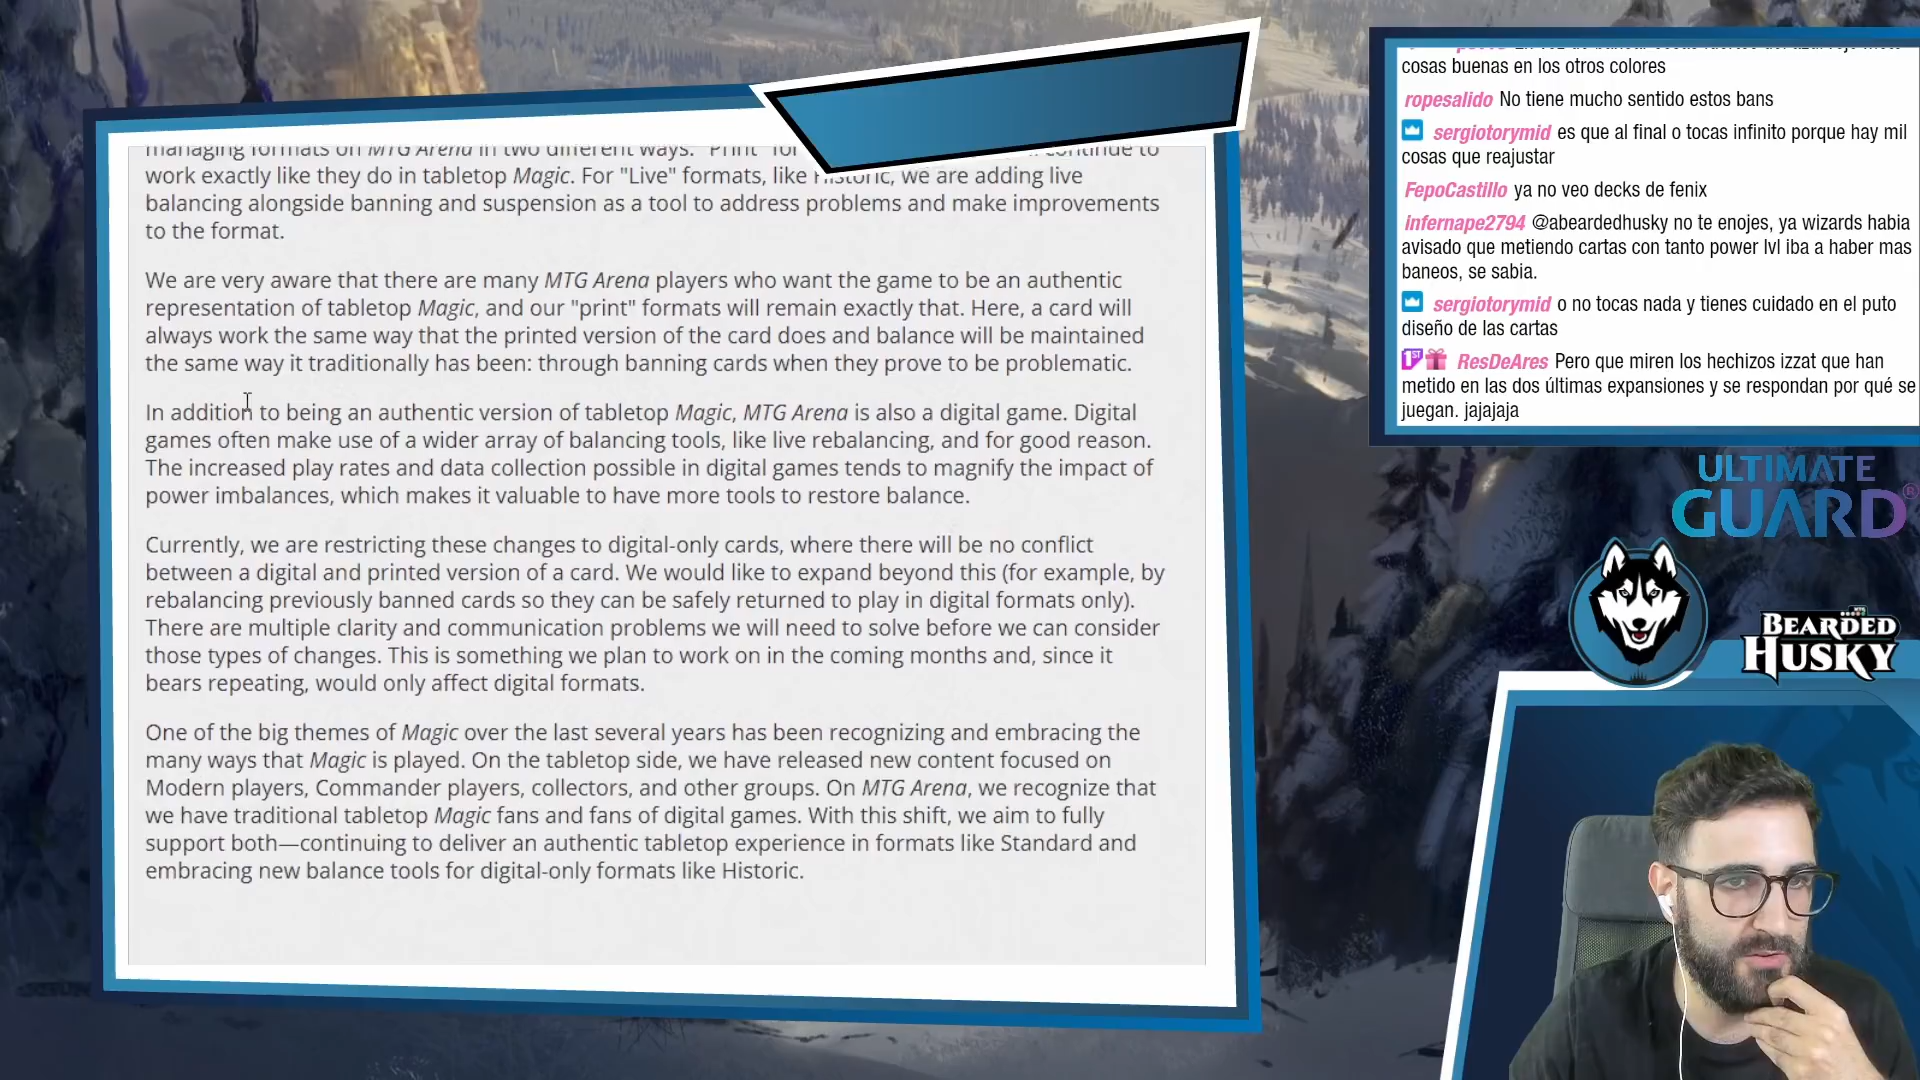 managing formats on MTG Arena in two different ways. "Print" for continue to
work exactly like they do in tabletop Magic. For "Live" formats, like Historic, we are adding live
balancing alongside banning and suspension as a tool to address problems and make improvements
to the format.
We are very aware that there are many MTG Arena players who want the game to be an authentic
representation of tabletop Magic, and our "print" formats will remain exactly that. Here, a card will
always work the same way that the printed version of the card does and balance will be maintained
the same way it traditionally has been: through banning cards when they prove to be problematic.
In addition to being an authentic version of tabletop Magic, MTG Arena is also a digital game. Digital
games often make use of a wider array of balancing tools, like live rebalancing, and for good reason.
The increased play rates and data collection possible in digital games tends to magnify the impact of
power imbalances, which makes it valuable to have more tools to restore balance.
Currently, we are restricting these changes to digital-only cards, where there will be no conflict
between a digital and printed version of a card. We would like to expand beyond this (for example, by
rebalancing previously banned cards so they can be safely returned to play in digital formats only).
There are multiple clarity and communication problems we will need to solve before we can consider
those types of changes. This is something we plan to work on in the coming months and, since it
bears repeating, would only affect digital formats.
One of the big themes of Magic over the last several years has been recognizing and embracing the
many ways that Magic is played. On the tabletop side, we have released new content focused on
Modern players, Commander players, collectors, and other groups. On MTG Arena, we recognize that
we have traditional tabletop Magic fans and fans of digital games. With this shift, we aim to fully
support both—continuing to deliver an authentic tabletop experience in formats like Standard and
embracing new balance tools for digital-only formats like Historic.
cosas buenas en los otros colores
ropesalido No tiene mucho sentido estos bans
sergiotorymid es que al final o tocas infinito porque hay mil
cosas que reajustar
FepoCastillo ya no veo decks de fenix
infernape2794 @abeardedhusky no te enojes, ya wizards habia
avisado que metiendo cartas con tanto power lvl iba a haber mas
baneos, se sabia.
sergiotorymid o no tocas nada y tienes cuidado en el puto
diseño de las cartas
1ST ResDeAres Pero que miren los hechizos izzat que han
metido en las dos últimas expansiones y se respondan por qué se
juegan. jajajaja
ULTIMATE
GUARD®
BEARDED
HUSKY